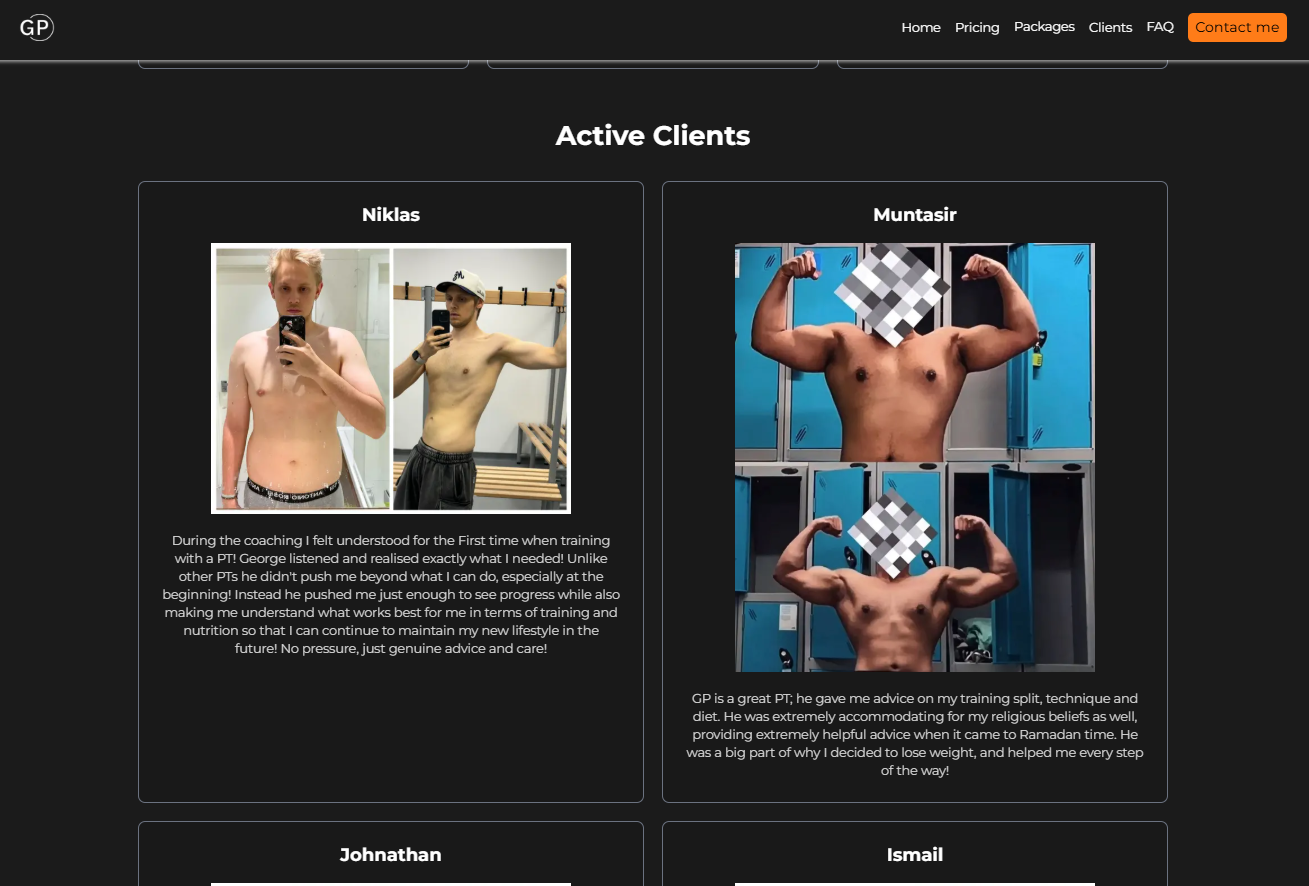 GP
Home Pricing Packages Clients FAQ Contact me
Active Clients
Niklas
During the coaching I felt understood for the First time when training
with a PT! George listened and realised exactly what I needed! Unlike
other PTs he didn't push me beyond what I can do, especially at the
beginning! Instead he pushed me just enough to see progress while also
making me understand what works best for me in terms of training and
nutrition so that I can continue to maintain my new lifestyle in the
future! No pressure, just genuine advice and care!
Muntasir
GP is a great PT; he gave me advice on my training split, technique and
diet. He was extremely accommodating for my religious beliefs as well,
providing extremely helpful advice when it came to Ramadan time. He
was a big part of why I decided to lose weight, and helped me every step
of the way!
Johnathan
Ismail